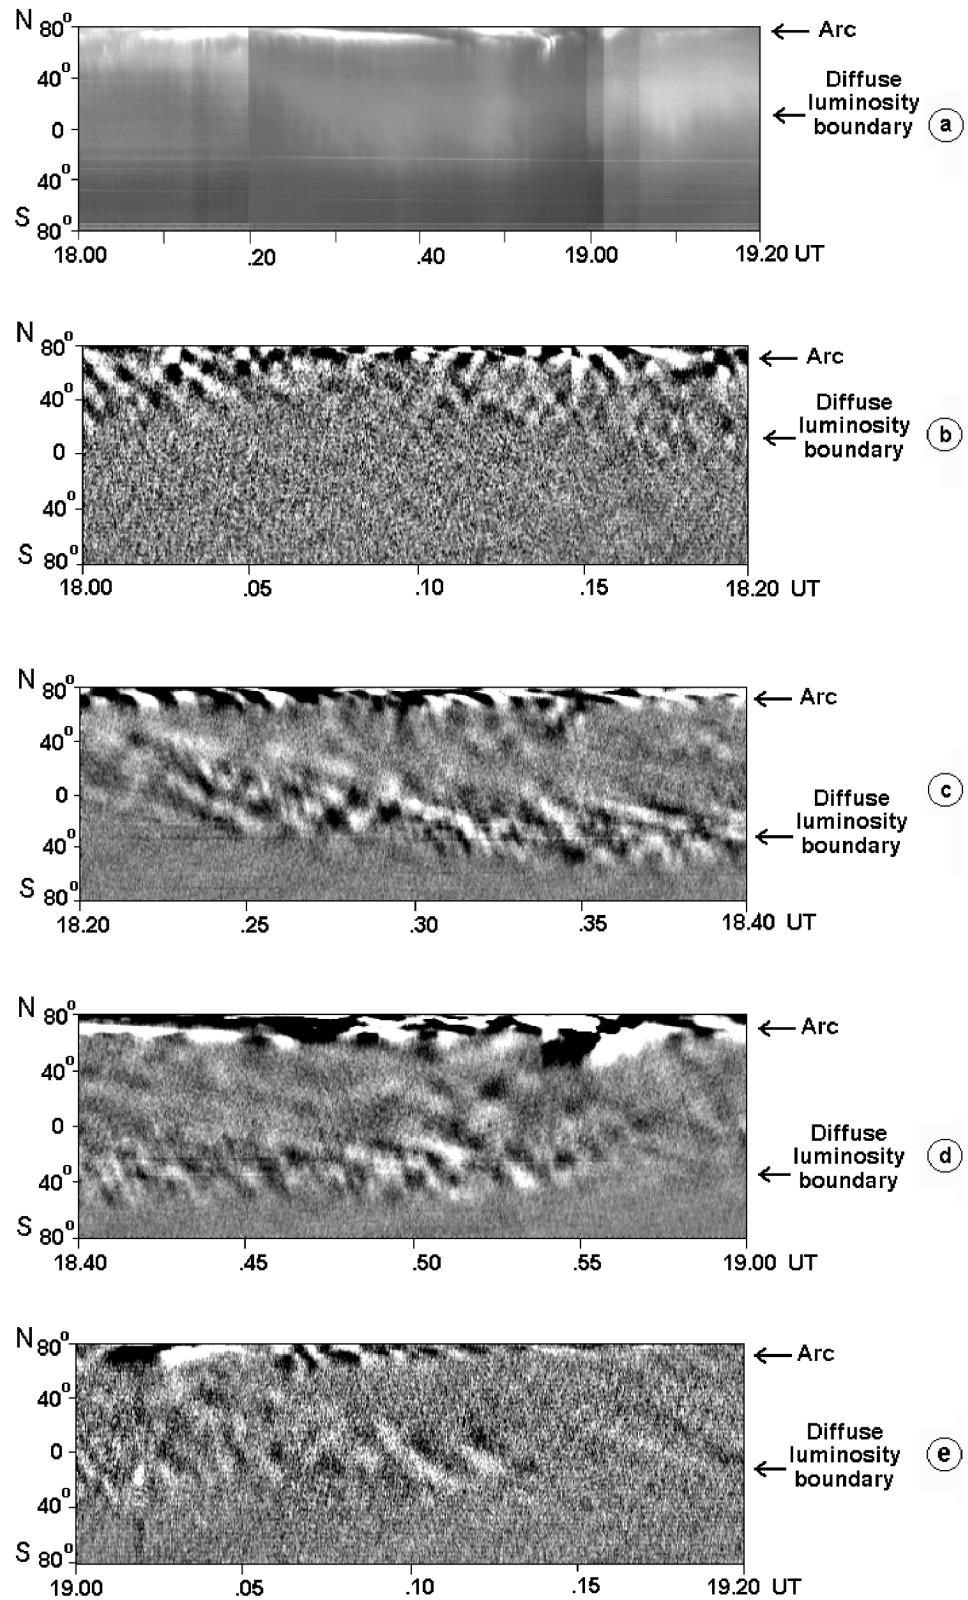 N 80°
Arc
40°
Diffuse
luminosity
boundary
a
0
40°
S 80°
18.00 .20 .40 19.00 19.20 UT
N 80°
Arc
40°
Diffuse
luminosity
boundary
b
0
40°
S 80°
18.00 .05 .10 .15 18.20 UT
N 80°
Arc
40°
0
Diffuse
luminosity
boundary
c
40°
S 80°
18.20 .25 .30 .35 18.40 UT
N 80°
Arc
40°
0
Diffuse
luminosity
boundary
d
40°
S 80°
18.40 .45 .50 .55 19.00 UT
N 80°
Arc
40°
0
Diffuse
luminosity
boundary
e
40°
S 80°
19.00 .05 .10 .15 19.20 UT